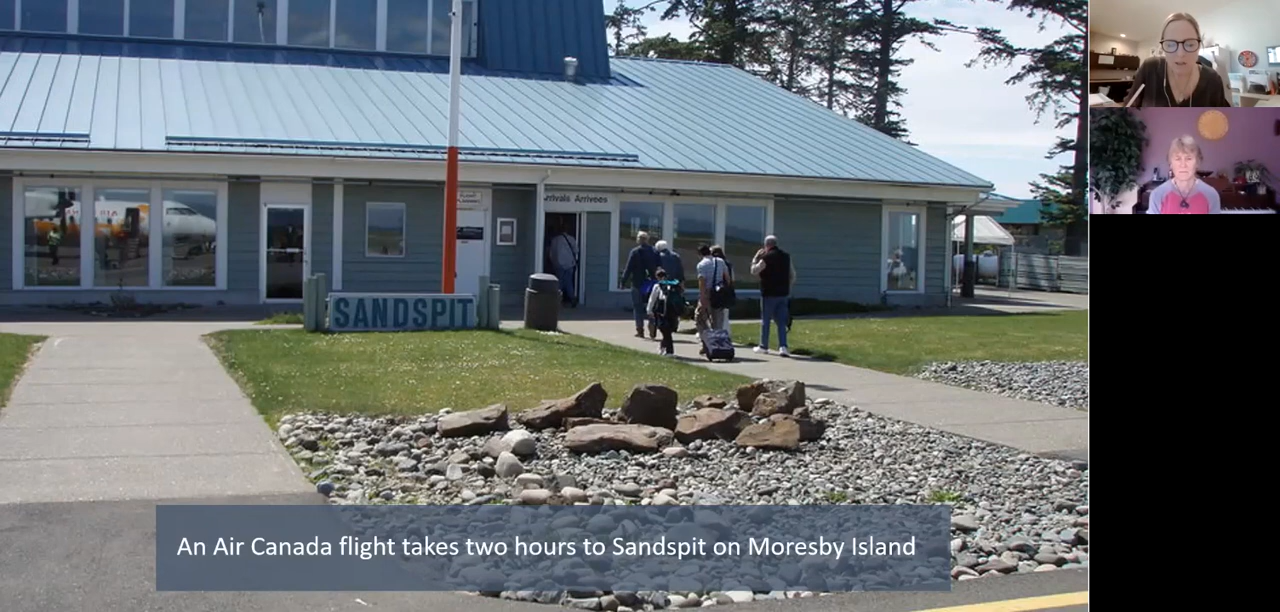 Arrivals Arrivées
SANDSPIT
An Air Canada flight takes two hours to Sandspit on Moresby Island